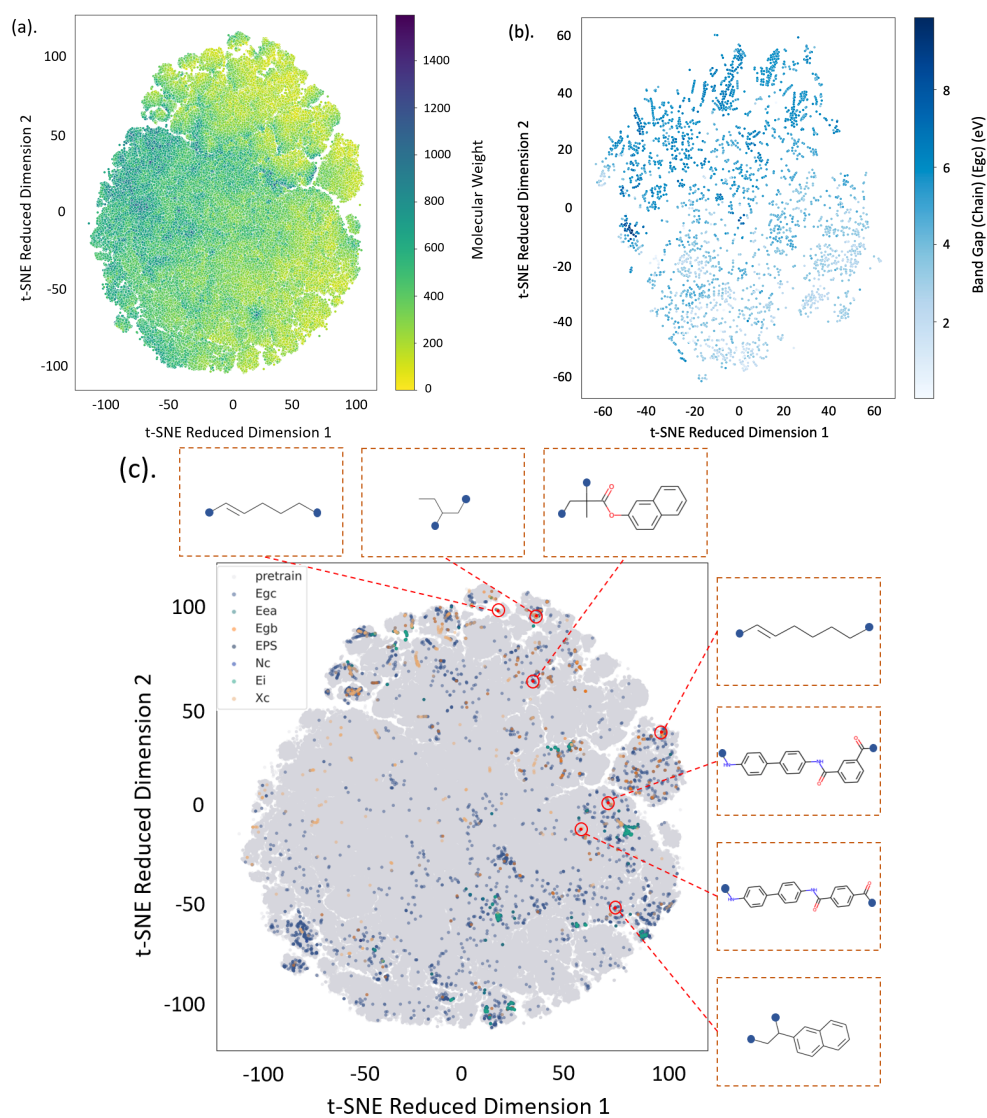 (a).
100
50
0
-50
-100
t-SNE Reduced Dimension 2
-100 -50 0 50 100
t-SNE Reduced Dimension 1
1400
1200
1000
800
600
400
200
0
Molecular Weight
(b).
60
40
20
0
-20
-40
-60
t-SNE Reduced Dimension 2
-60 -40 -20 0 20 40 60
t-SNE Reduced Dimension 1
8
6
4
2
Band Gap (Chain) (Egc) (eV)
(c).
O
O
pretrain
Egc
Eea
Egb
EPS
Nc
Ei
Xc
100
50
0
-50
-100
t-SNE Reduced Dimension 2
-100 -50 0 50 100
t-SNE Reduced Dimension 1